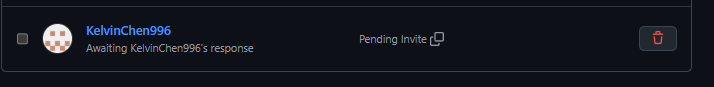 KelvinChen996
Awaiting KelvinChen996's response
Pending Invite